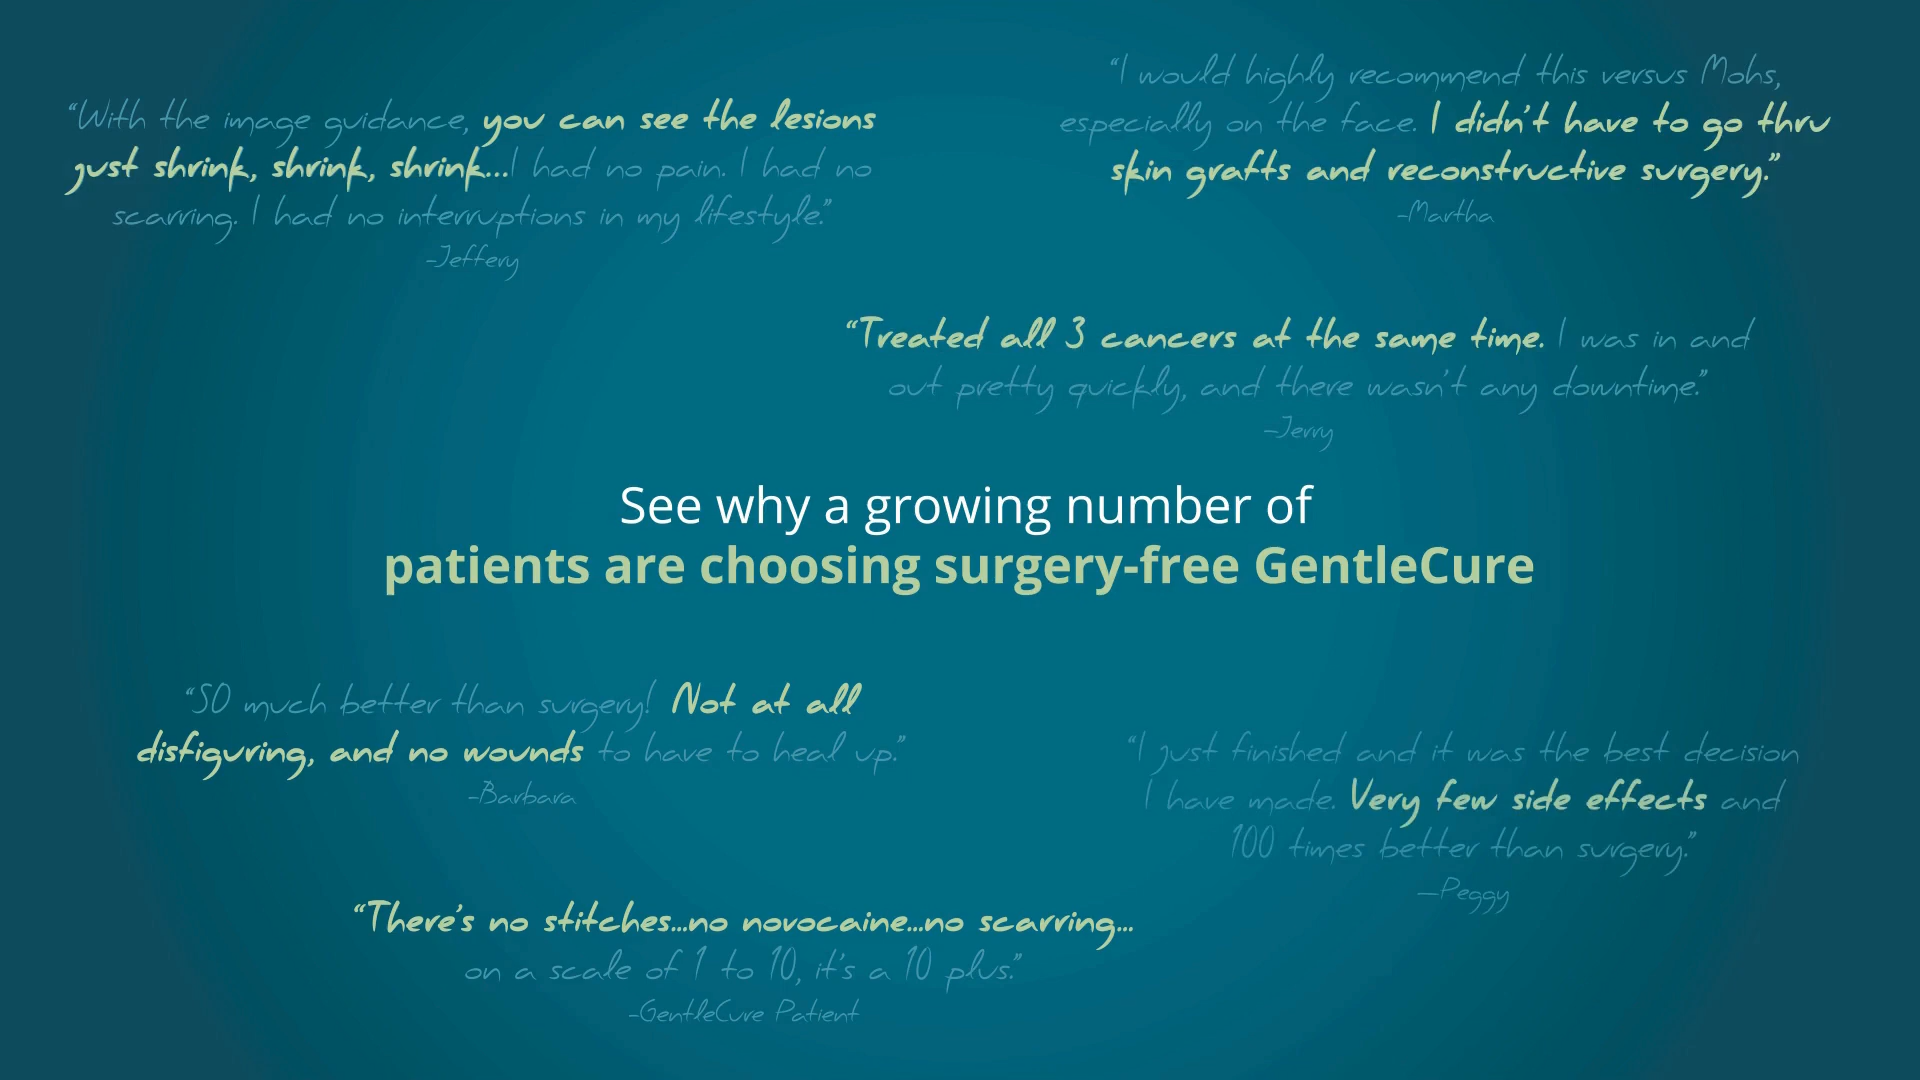 “With the image guidance, you can see the lesions
just shrink, shrink, shrink...I had no pain. I had no
scarring. I had no interruptions in my lifestyle.”
-Jeffery
“I would highly recommend this versus Mohs,
especially on the face. I didn’t have to go thru
skin grafts and reconstructive surgery.”
-Martha
“Treated all 3 cancers at the same time. I was in and
out pretty quickly, and there wasn’t any downtime.”
–Jerry
See why a growing number of
patients are choosing surgery-free GentleCure
“SO much better than surgery! Not at all
disfiguring, and no wounds to have to heal up.”
-Barbara
“I just finished and it was the best decision
I have made. Very few side effects and
100 times better than surgery.”
—Peggy
“There’s no stitches...no novocaine...no scarring...
on a scale of 1 to 10, it’s a 10 plus.”
-GentleCure Patient